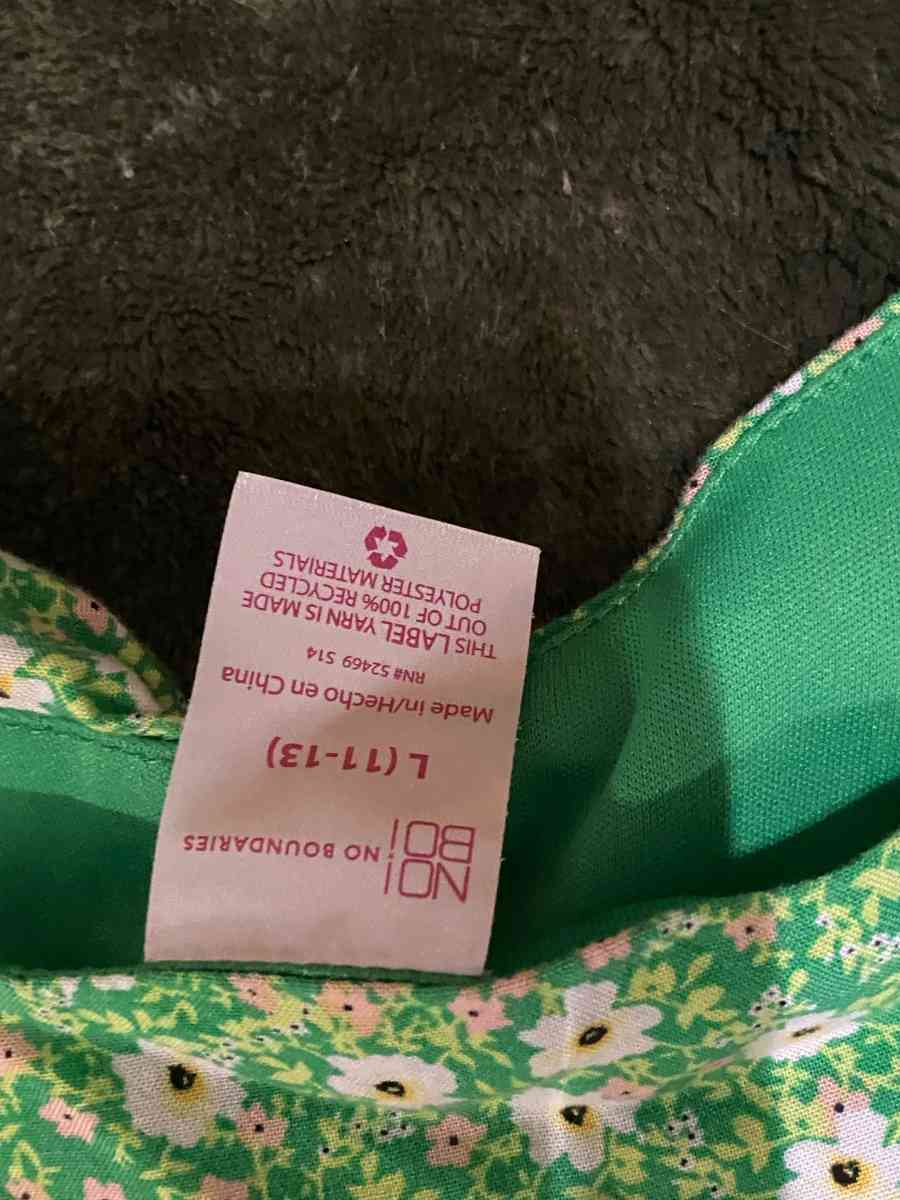 NO!
BO!
NO BOUNDARIES
L (11-13)
Made in/Hecho en China
RN# 52469 514
THIS LABEL YARN IS MADE
OUT OF 100% RECYCLED
POLYESTER MATERIALS